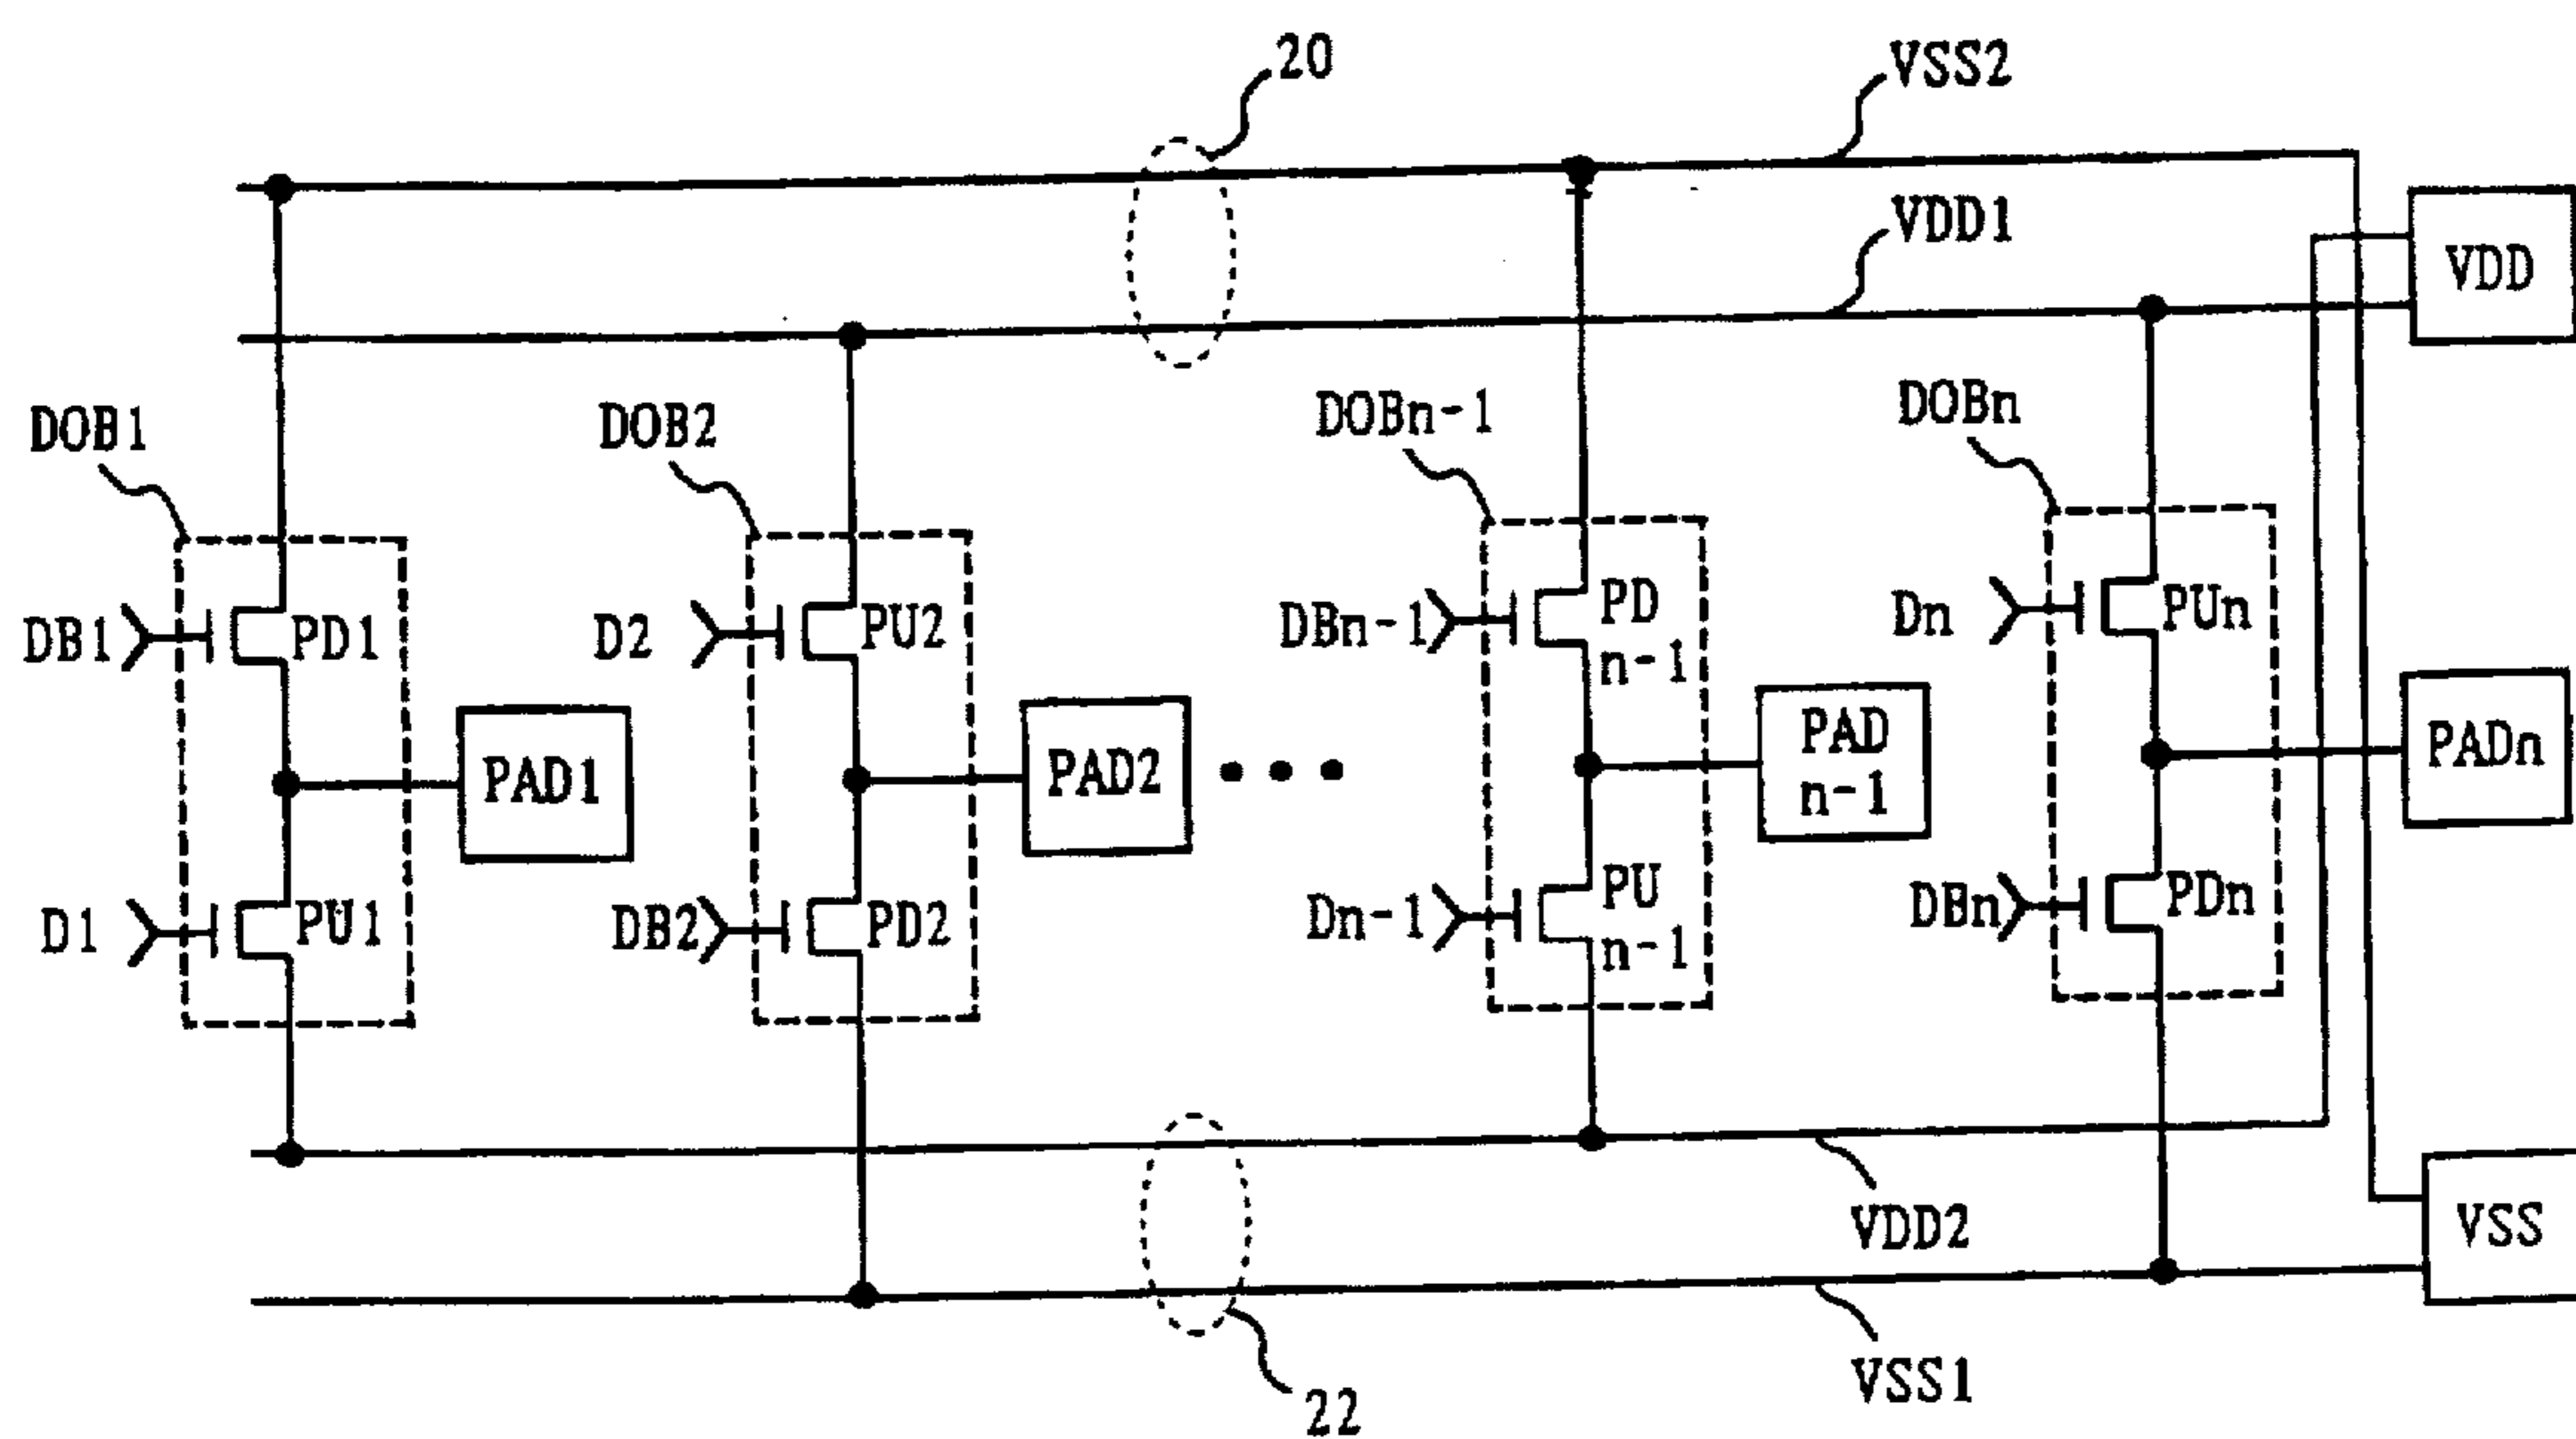 20
VSS2
VDD1
VDD
DOB1
DOB2
DOBn-1
DOBn
DB1
PD1
D2
PU2
DBn-1
PD
n-1
Dn
PUn
PAD1
PAD2
PAD
n-1
PADn
D1
PU1
DB2
PD2
Dn-1
PU
n-1
DBn
PDn
VDD2
VSS
VSS1
22